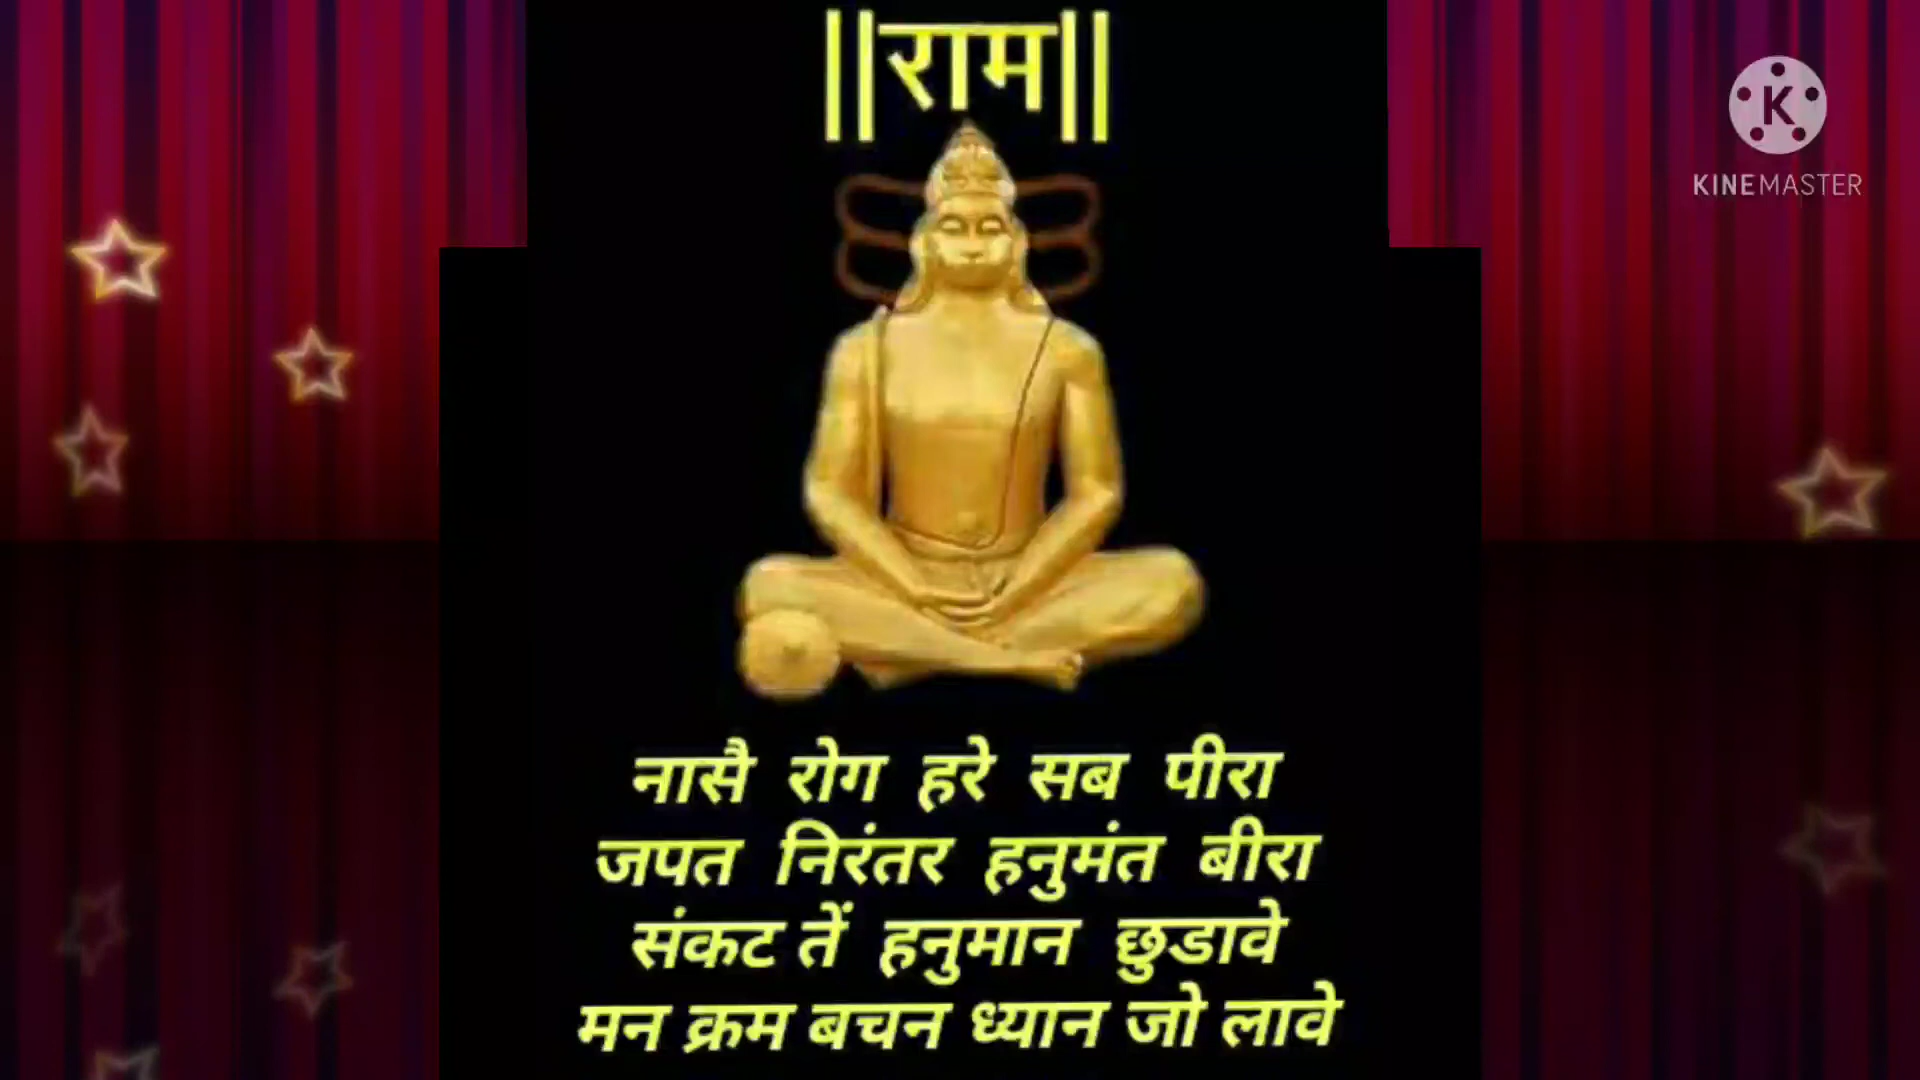 ||राम||
KINEMASTER
नासै रोग हरे सब पीरा
जपत निरंतर हनुमंत बीरा
संकट तें हनुमान छुडावे
मन क्रम बचन ध्यान जो लावे